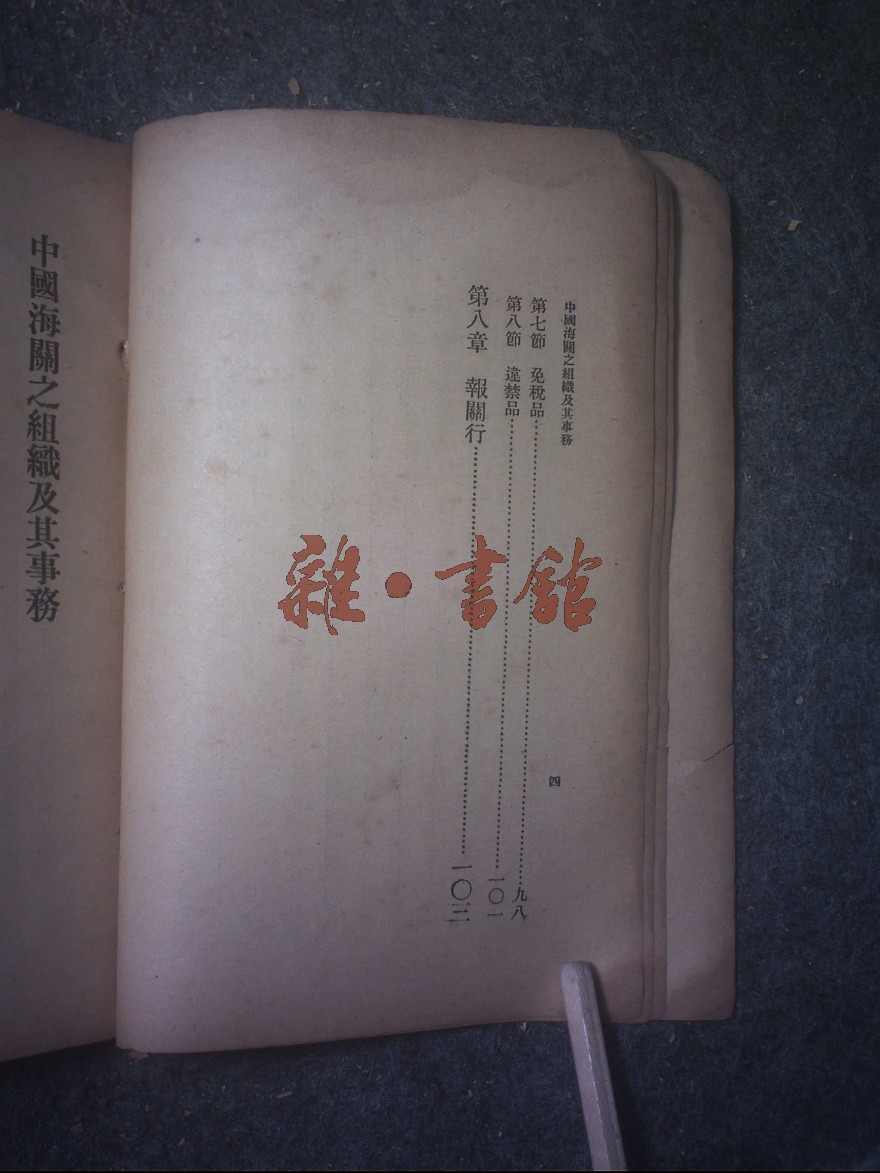 中國海關之組織及其事務
第七節　免稅品……九八
第八節　違禁品……一〇一
第八章　報關行……一〇三
四
雜・書館
中國海關之組織及其事務